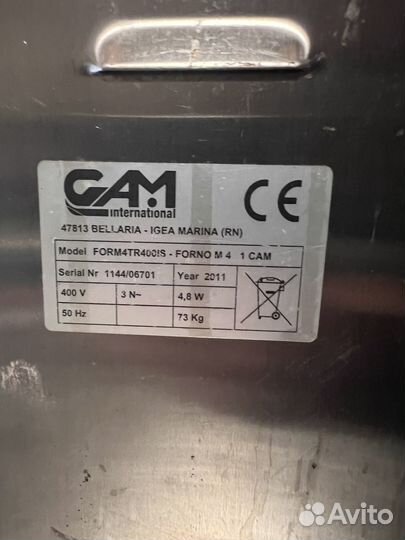 GAM
international
CE
47813 BELLARIA - IGEA MARINA (RN)
Model FORM4TR400!S - FORNO M 4 1 CAM
Serial Nr 1144/06701 Year 2011
400 V 3 N~ 4,8 W
50 Hz 73 Kg
Avito